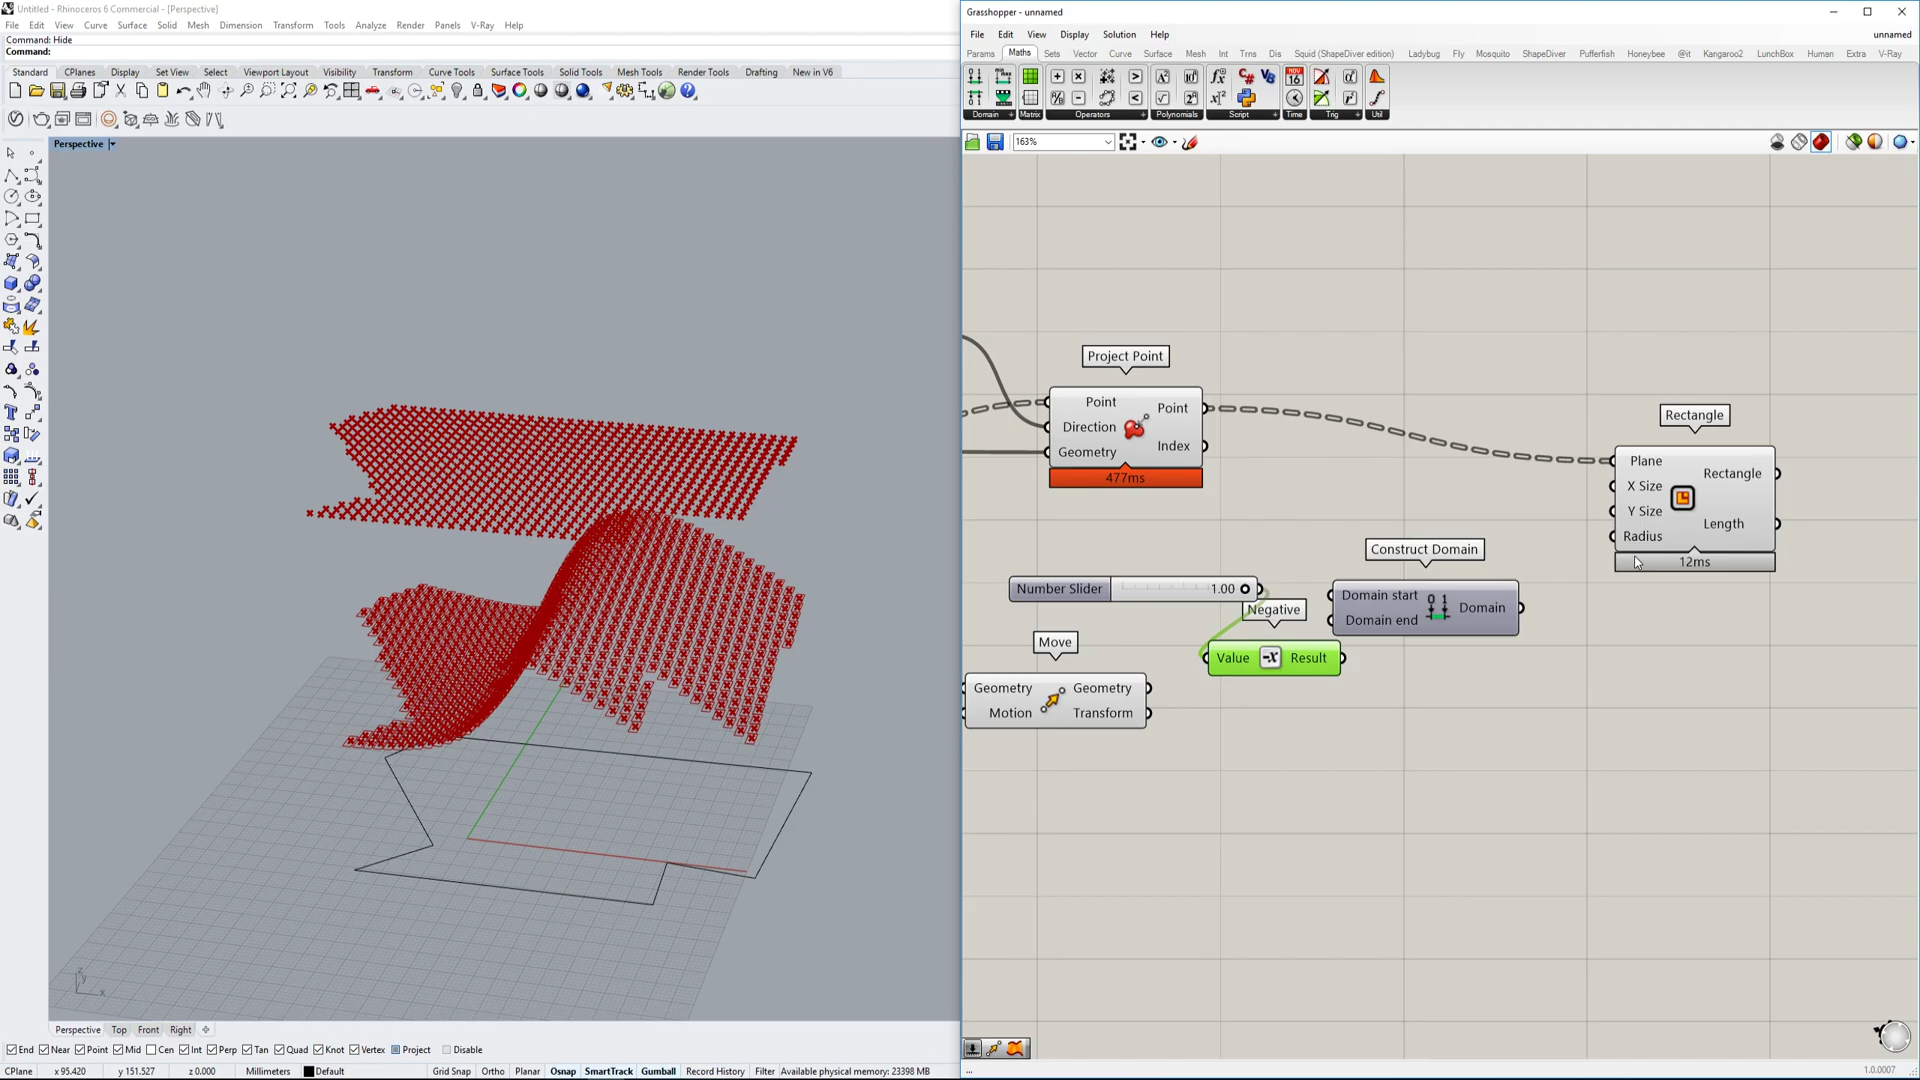 Untitled - Rhinoceros 6 Commercial - [Perspective]
File Edit View Curve Surface Solid Mesh Dimension Transform Tools Analyze Render Panels V-Ray Help
Command: Hide
Command:
Standard CPlanes Display Set View Select Viewport Layout Visibility Transform Curve Tools Surface Tools Solid Tools Mesh Tools Render Tools Drafting New in V6
Perspective
z y x
Perspective Top Front Right
End Near Point Mid Cen Int Perp Tan Quad Knot Vertex Project Disable
CPlane x 95.420 y 151.527 z 0.000 Millimeters Default Grid Snap Ortho Planar Osnap SmartTrack Gumball Record History Filter Available physical memory: 23398 MB
Grasshopper - unnamed
File Edit View Display Solution Help unnamed
Params Maths Sets Vector Curve Surface Mesh Int Trns Dis Squid (ShapeDiver edition) Ladybug Fly Mosquito ShapeDiver Pufferfish Honeybee @it Kangaroo2 LunchBox Human Extra V-Ray
Domain Matrix Operators Polynomials Script Time Trig Util
163%
Project Point
Point Point
Direction
Index
Geometry
477ms
Rectangle
Plane
Rectangle
X Size
Y Size
Length
Radius
12ms
Construct Domain
Domain start
Domain
Domain end
Number Slider 1.00
Negative
Value -x Result
Move
Geometry Geometry
Motion Transform
...
1.0.0007